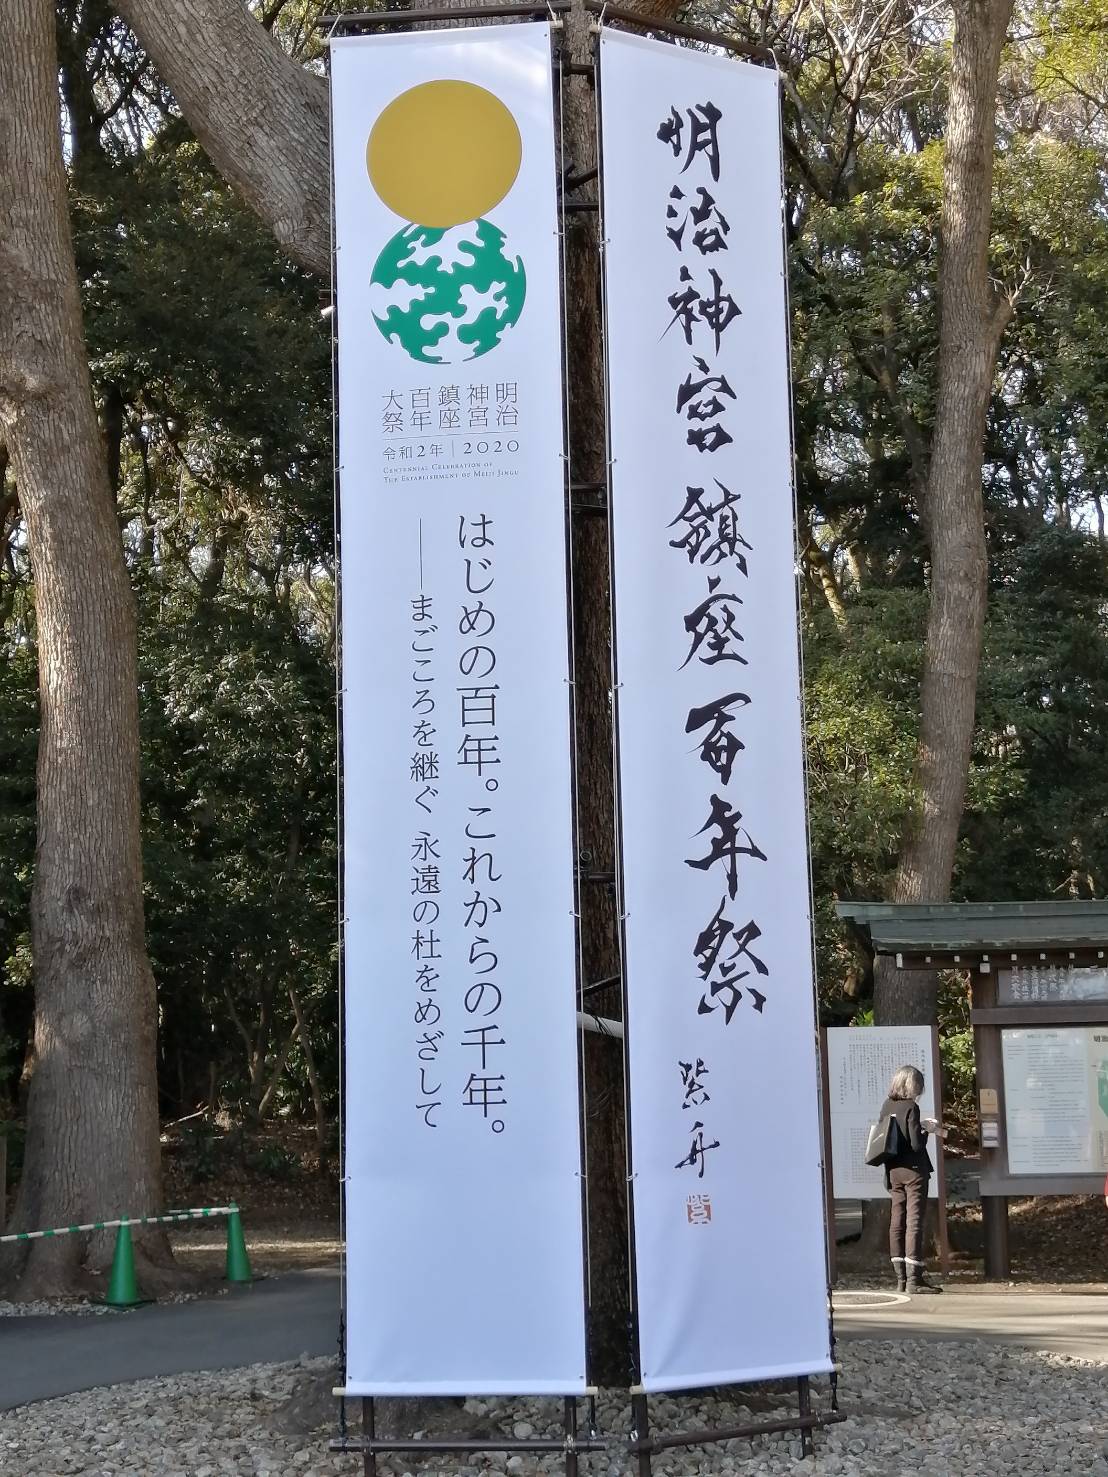 明治
神宮
鎮座
百年
大祭
令和2年 | 2020
CENTENNIAL CELEBRATION OF
THE ESTABLISHMENT OF MEIJI JINGU
はじめの百年。これからの千年。
──まごころを継ぐ 永遠の杜をめざして
明治神宮鎮座百年祭
紫舟